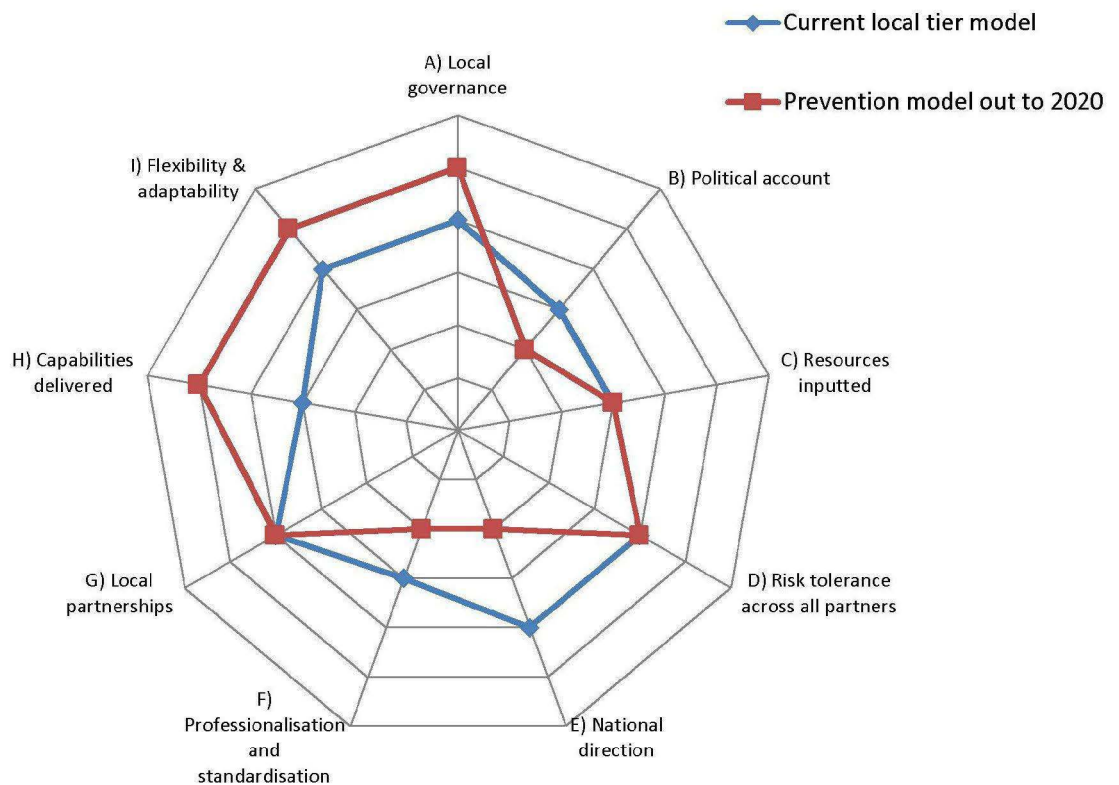 Current local tier model
Prevention model out to 2020
A) Local
governance
B) Political account
C) Resources
inputted
D) Risk tolerance
across all partners
E) National
direction
F)
Professionalisation
and
standardisation
G) Local
partnerships
H) Capabilities
delivered
I) Flexibility &
adaptability